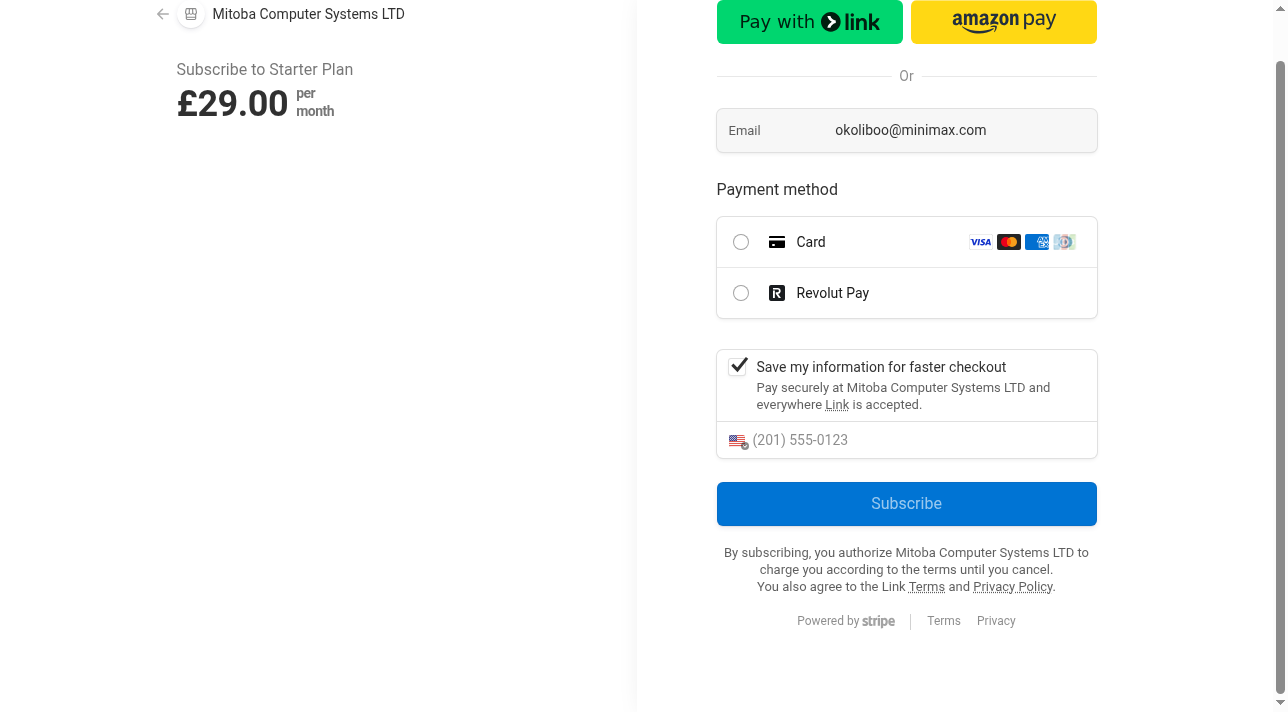 Mitoba Computer Systems LTD
Subscribe to Starter Plan
£29.00 per
month
Pay with link
amazon pay
Or
Email okoliboo@minimax.com
Payment method
Card VISA
Revolut Pay
Save my information for faster checkout
Pay securely at Mitoba Computer Systems LTD and
everywhere Link is accepted.
(201) 555-0123
Subscribe
By subscribing, you authorize Mitoba Computer Systems LTD to
charge you according to the terms until you cancel.
You also agree to the Link Terms and Privacy Policy.
Powered by stripe Terms Privacy